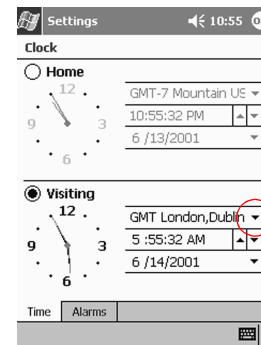 Settings 10:55
Clock
Home
12
9 3
6
GMT-7 Mountain US
10:55:32 PM
6 /13/2001
Visiting
12
9 3
6
GMT London,Dublin
5 :55:32 AM
6 /14/2001
Time Alarms